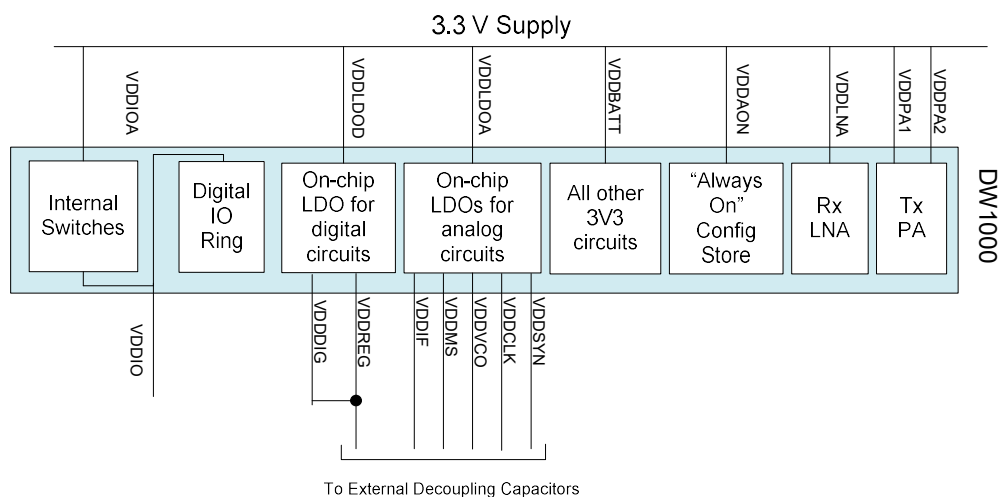 3.3 V Supply
VDDIOA
VDDLDOD
VDDLDOA
VDDBATT
VDDAON
VDDLNA
VDDPA1
VDDPA2
Internal
Switches
Digital
IO
Ring
On-chip
LDO for
digital
circuits
On-chip
LDOs for
analog
circuits
All other
3V3
circuits
“Always
On”
Config
Store
Rx
LNA
Tx
PA
DW1000
VDDIO
VDDDIG
VDDREG
VDDIF
VDDMS
VDDVCO
VDDCLK
VDDSYN
To External Decoupling Capacitors